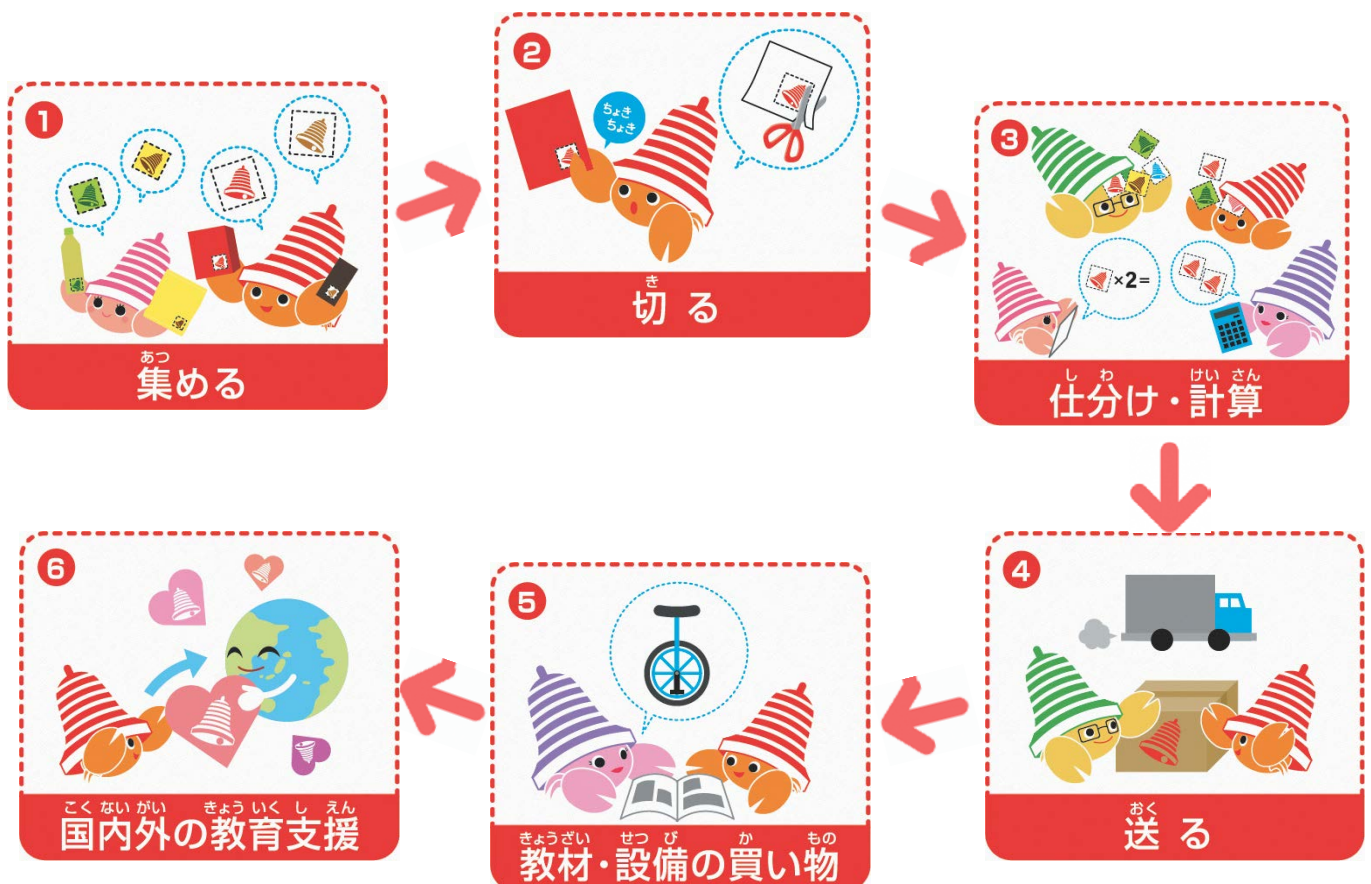 1
あつ
集める
2
ちょき
ちょき
き
切る
3
×2=
し わ けい さん
仕分け・計算
4
おく
送る
5
きょうざい せつ び か もの
教材・設備の買い物
6
こく ない がい きょう いく し えん
国内外の教育支援